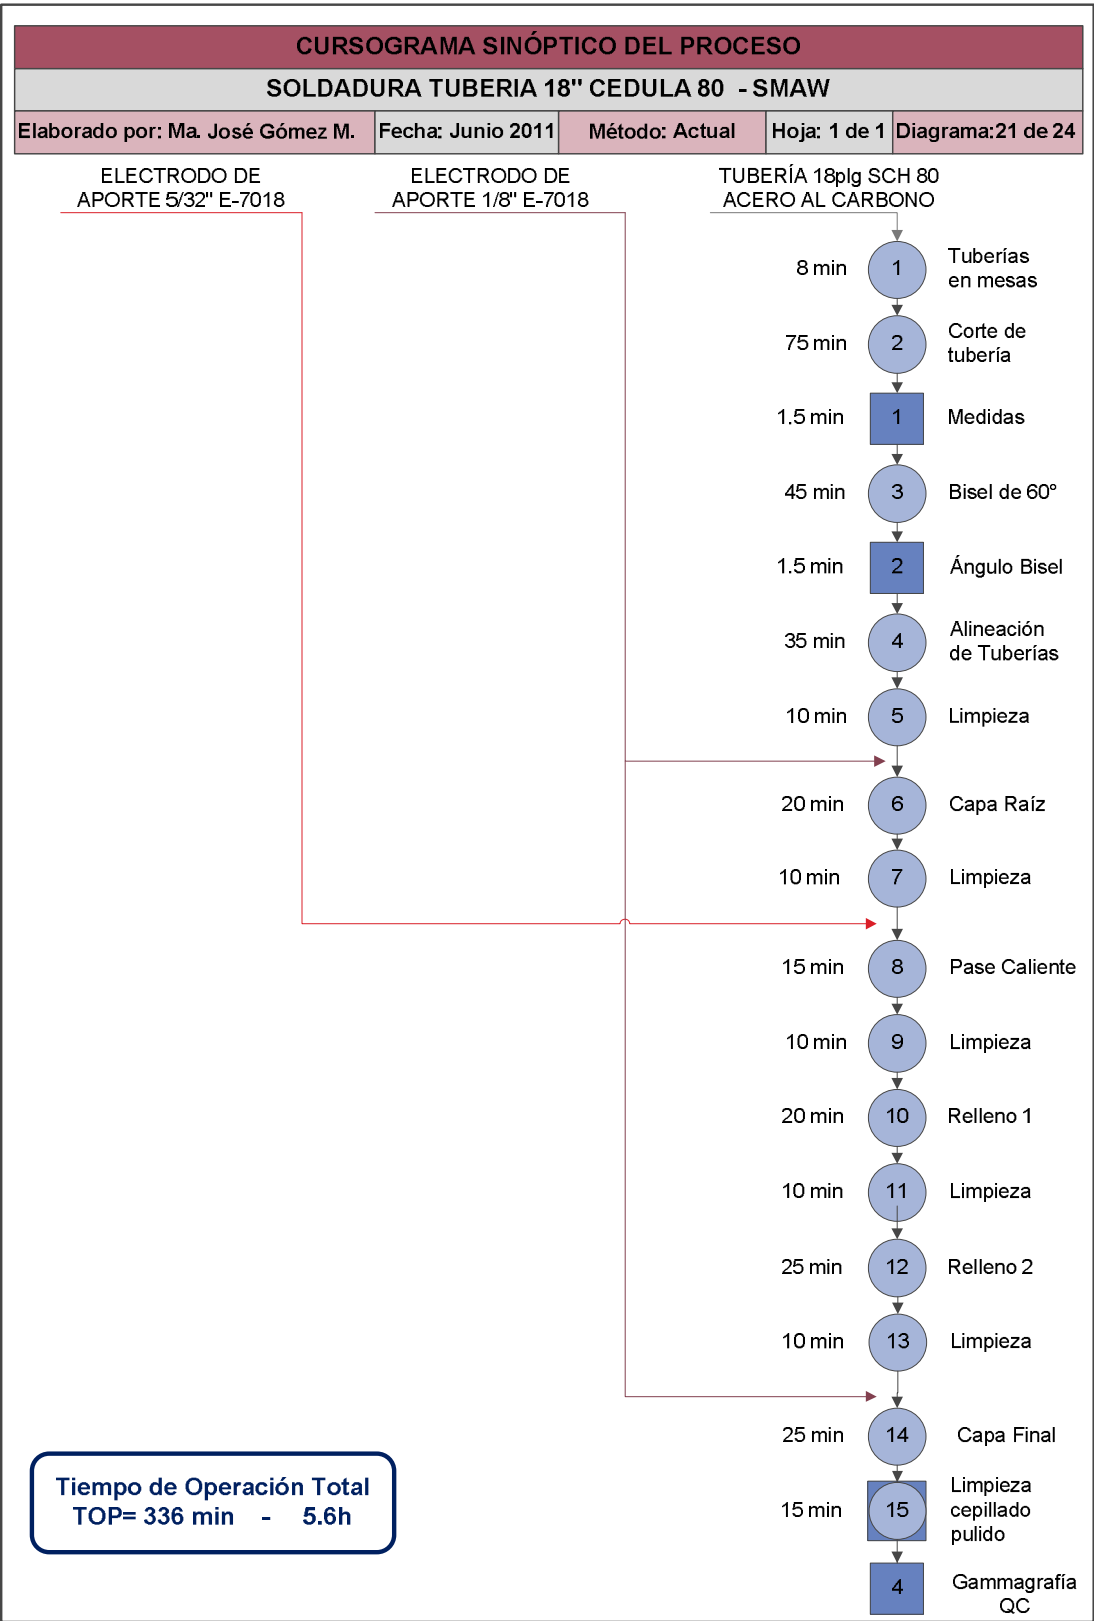 CURSOGRAMA SINÓPTICO DEL PROCESO
SOLDADURA TUBERIA 18" CEDULA 80 - SMAW
Elaborado por: Ma. José Gómez M. Fecha: Junio 2011 Método: Actual Hoja: 1 de 1 Diagrama:21 de 24
ELECTRODO DE
APORTE 5/32" E-7018
ELECTRODO DE
APORTE 1/8" E-7018
TUBERÍA 18plg SCH 80
ACERO AL CARBONO
8 min 1 Tuberías
en mesas
75 min 2 Corte de
tubería
1.5 min 1 Medidas
45 min 3 Bisel de 60°
1.5 min 2 Ángulo Bisel
35 min 4 Alineación
de Tuberías
10 min 5 Limpieza
20 min 6 Capa Raíz
10 min 7 Limpieza
15 min 8 Pase Caliente
10 min 9 Limpieza
20 min 10 Relleno 1
10 min 11 Limpieza
25 min 12 Relleno 2
10 min 13 Limpieza
25 min 14 Capa Final
15 min 15 Limpieza
cepillado
pulido
4 Gammagrafía
QC
Tiempo de Operación Total
TOP= 336 min - 5.6h